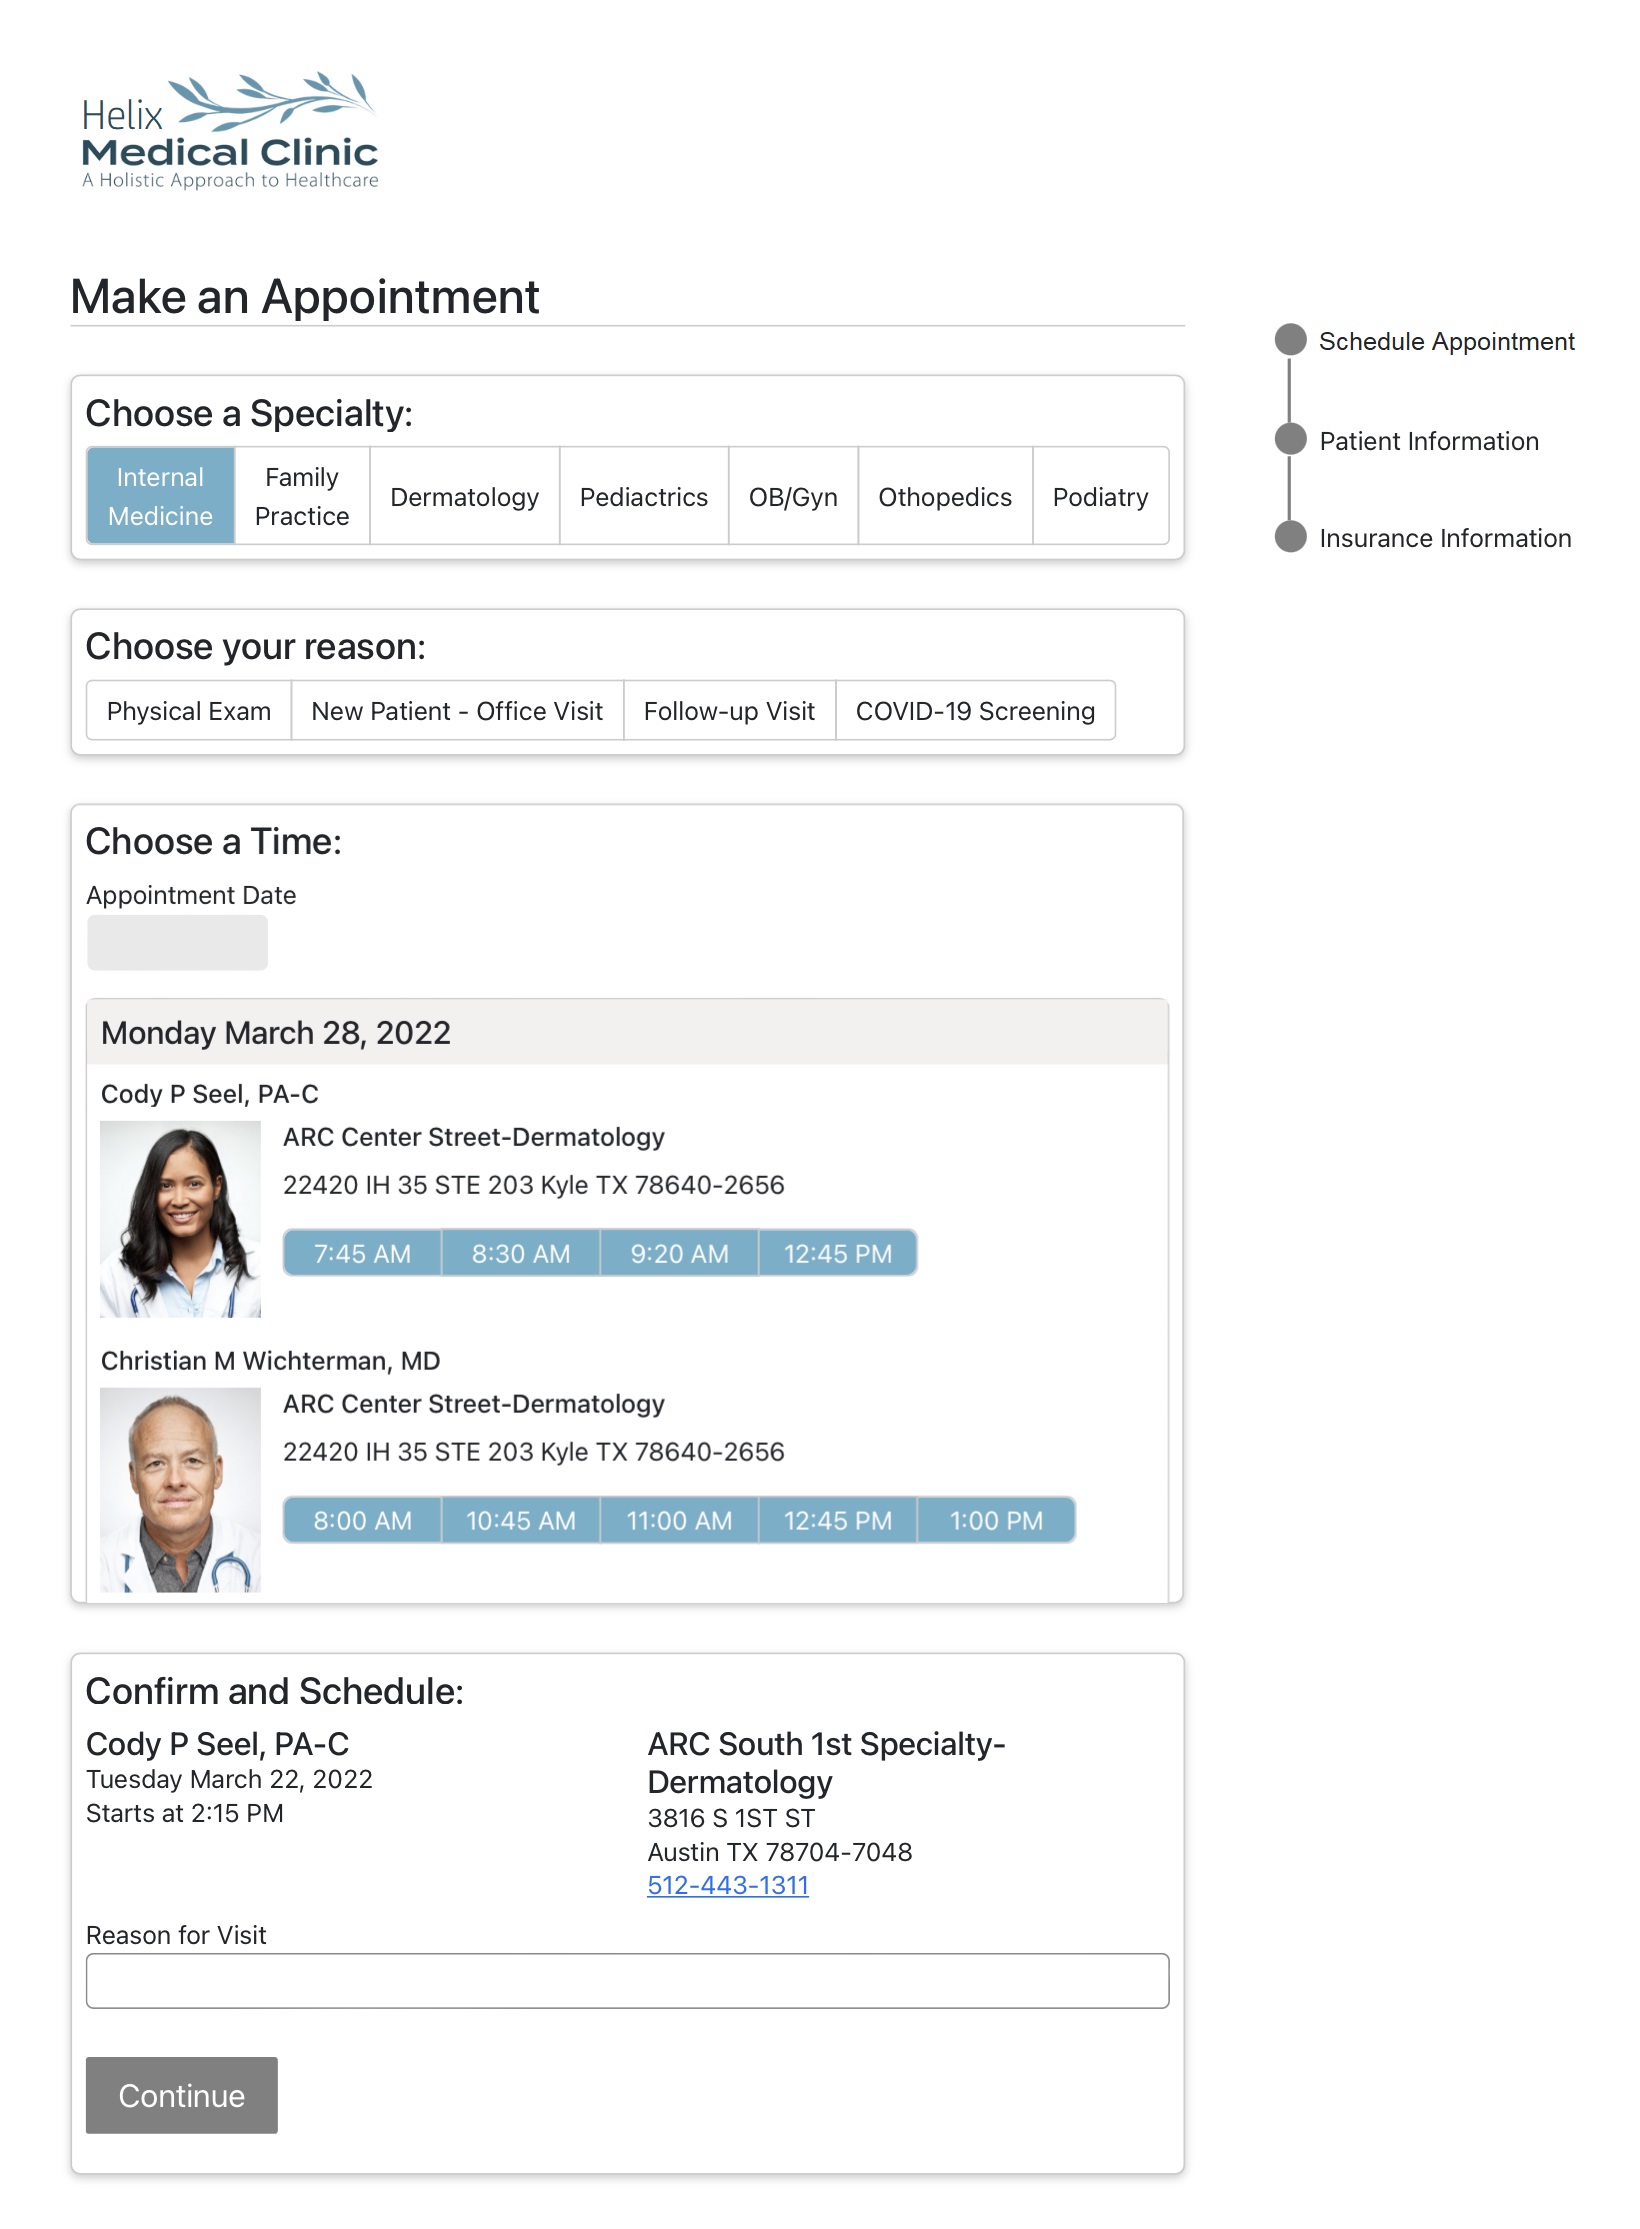 Helix
Medical Clinic
A Holistic Approach to Healthcare
Make an Appointment
Schedule Appointment
Patient Information
Insurance Information
Choose a Specialty:
Internal
Medicine
Family
Practice
Dermatology
Pediactrics
OB/Gyn
Othopedics
Podiatry
Choose your reason:
Physical Exam
New Patient - Office Visit
Follow-up Visit
COVID-19 Screening
Choose a Time:
Appointment Date
Monday March 28, 2022
Cody P Seel, PA-C
ARC Center Street-Dermatology
22420 IH 35 STE 203 Kyle TX 78640-2656
7:45 AM
8:30 AM
9:20 AM
12:45 PM
Christian M Wichterman, MD
ARC Center Street-Dermatology
22420 IH 35 STE 203 Kyle TX 78640-2656
8:00 AM
10:45 AM
11:00 AM
12:45 PM
1:00 PM
Confirm and Schedule:
Cody P Seel, PA-C
Tuesday March 22, 2022
Starts at 2:15 PM
ARC South 1st Specialty-
Dermatology
3816 S 1ST ST
Austin TX 78704-7048
512-443-1311
Reason for Visit
Continue